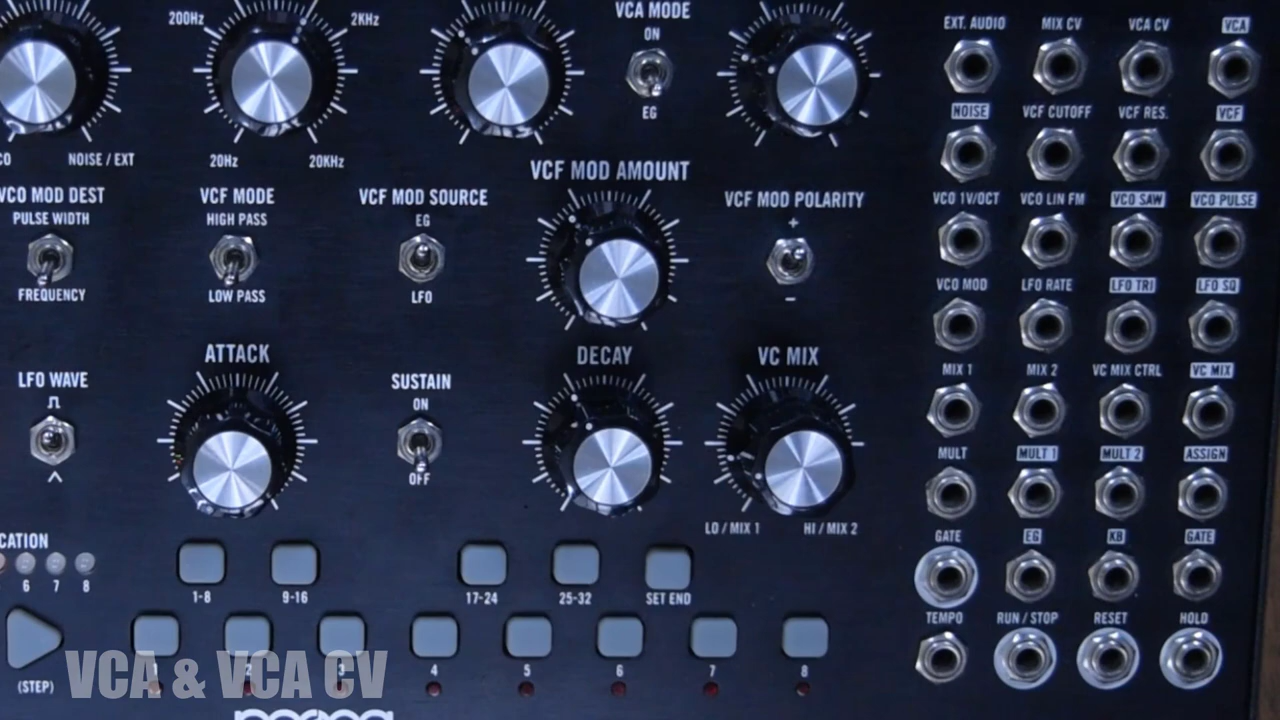 VCA MODE
200Hz
2KHz
ON
EXT. AUDIO MIX CV VCA CV VCA
EG
NOISE VCF CUTOFF VCF RES. VCF
NOISE / EXT
20Hz 20KHz
VCF MOD AMOUNT
VCO MOD DEST
VCF MODE
VCF MOD SOURCE
VCF MOD POLARITY
VCO 1V/OCT VCO LIN FM VCO SAW VCO PULSE
PULSE WIDTH
HIGH PASS
EG
+
FREQUENCY
LOW PASS
LFO
−
VCO MOD LFO RATE LFO TRI LFO SQ
ATTACK
DECAY
VC MIX
LFO WAVE
SUSTAIN
MIX 1 MIX 2 VC MIX CTRL VC MIX
ON
OFF
MULT MULT 1 MULT 2 ASSIGN
LO / MIX 1 HI / MIX 2
CATION
GATE EG KB GATE
6 7 8
1-8 9-16 17-24 25-32 SET END
TEMPO RUN / STOP RESET HOLD
1 2 3 4 5 6 7 8
(STEP)
VCA & VCA CV